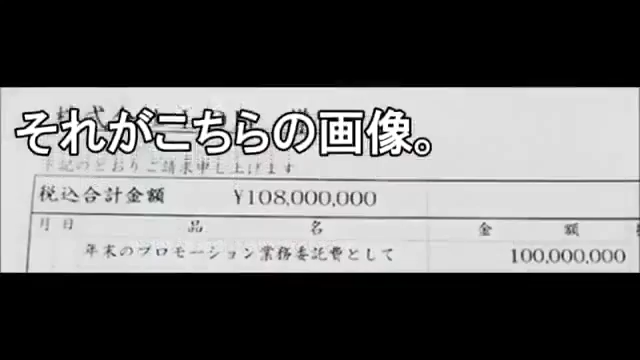 それがこちらの画像。
下記のとおりご請求申し上げます
税込合計金額 ¥108,000,000
月日 品名 金額
年末のプロモーション業務委託費として 100,000,000